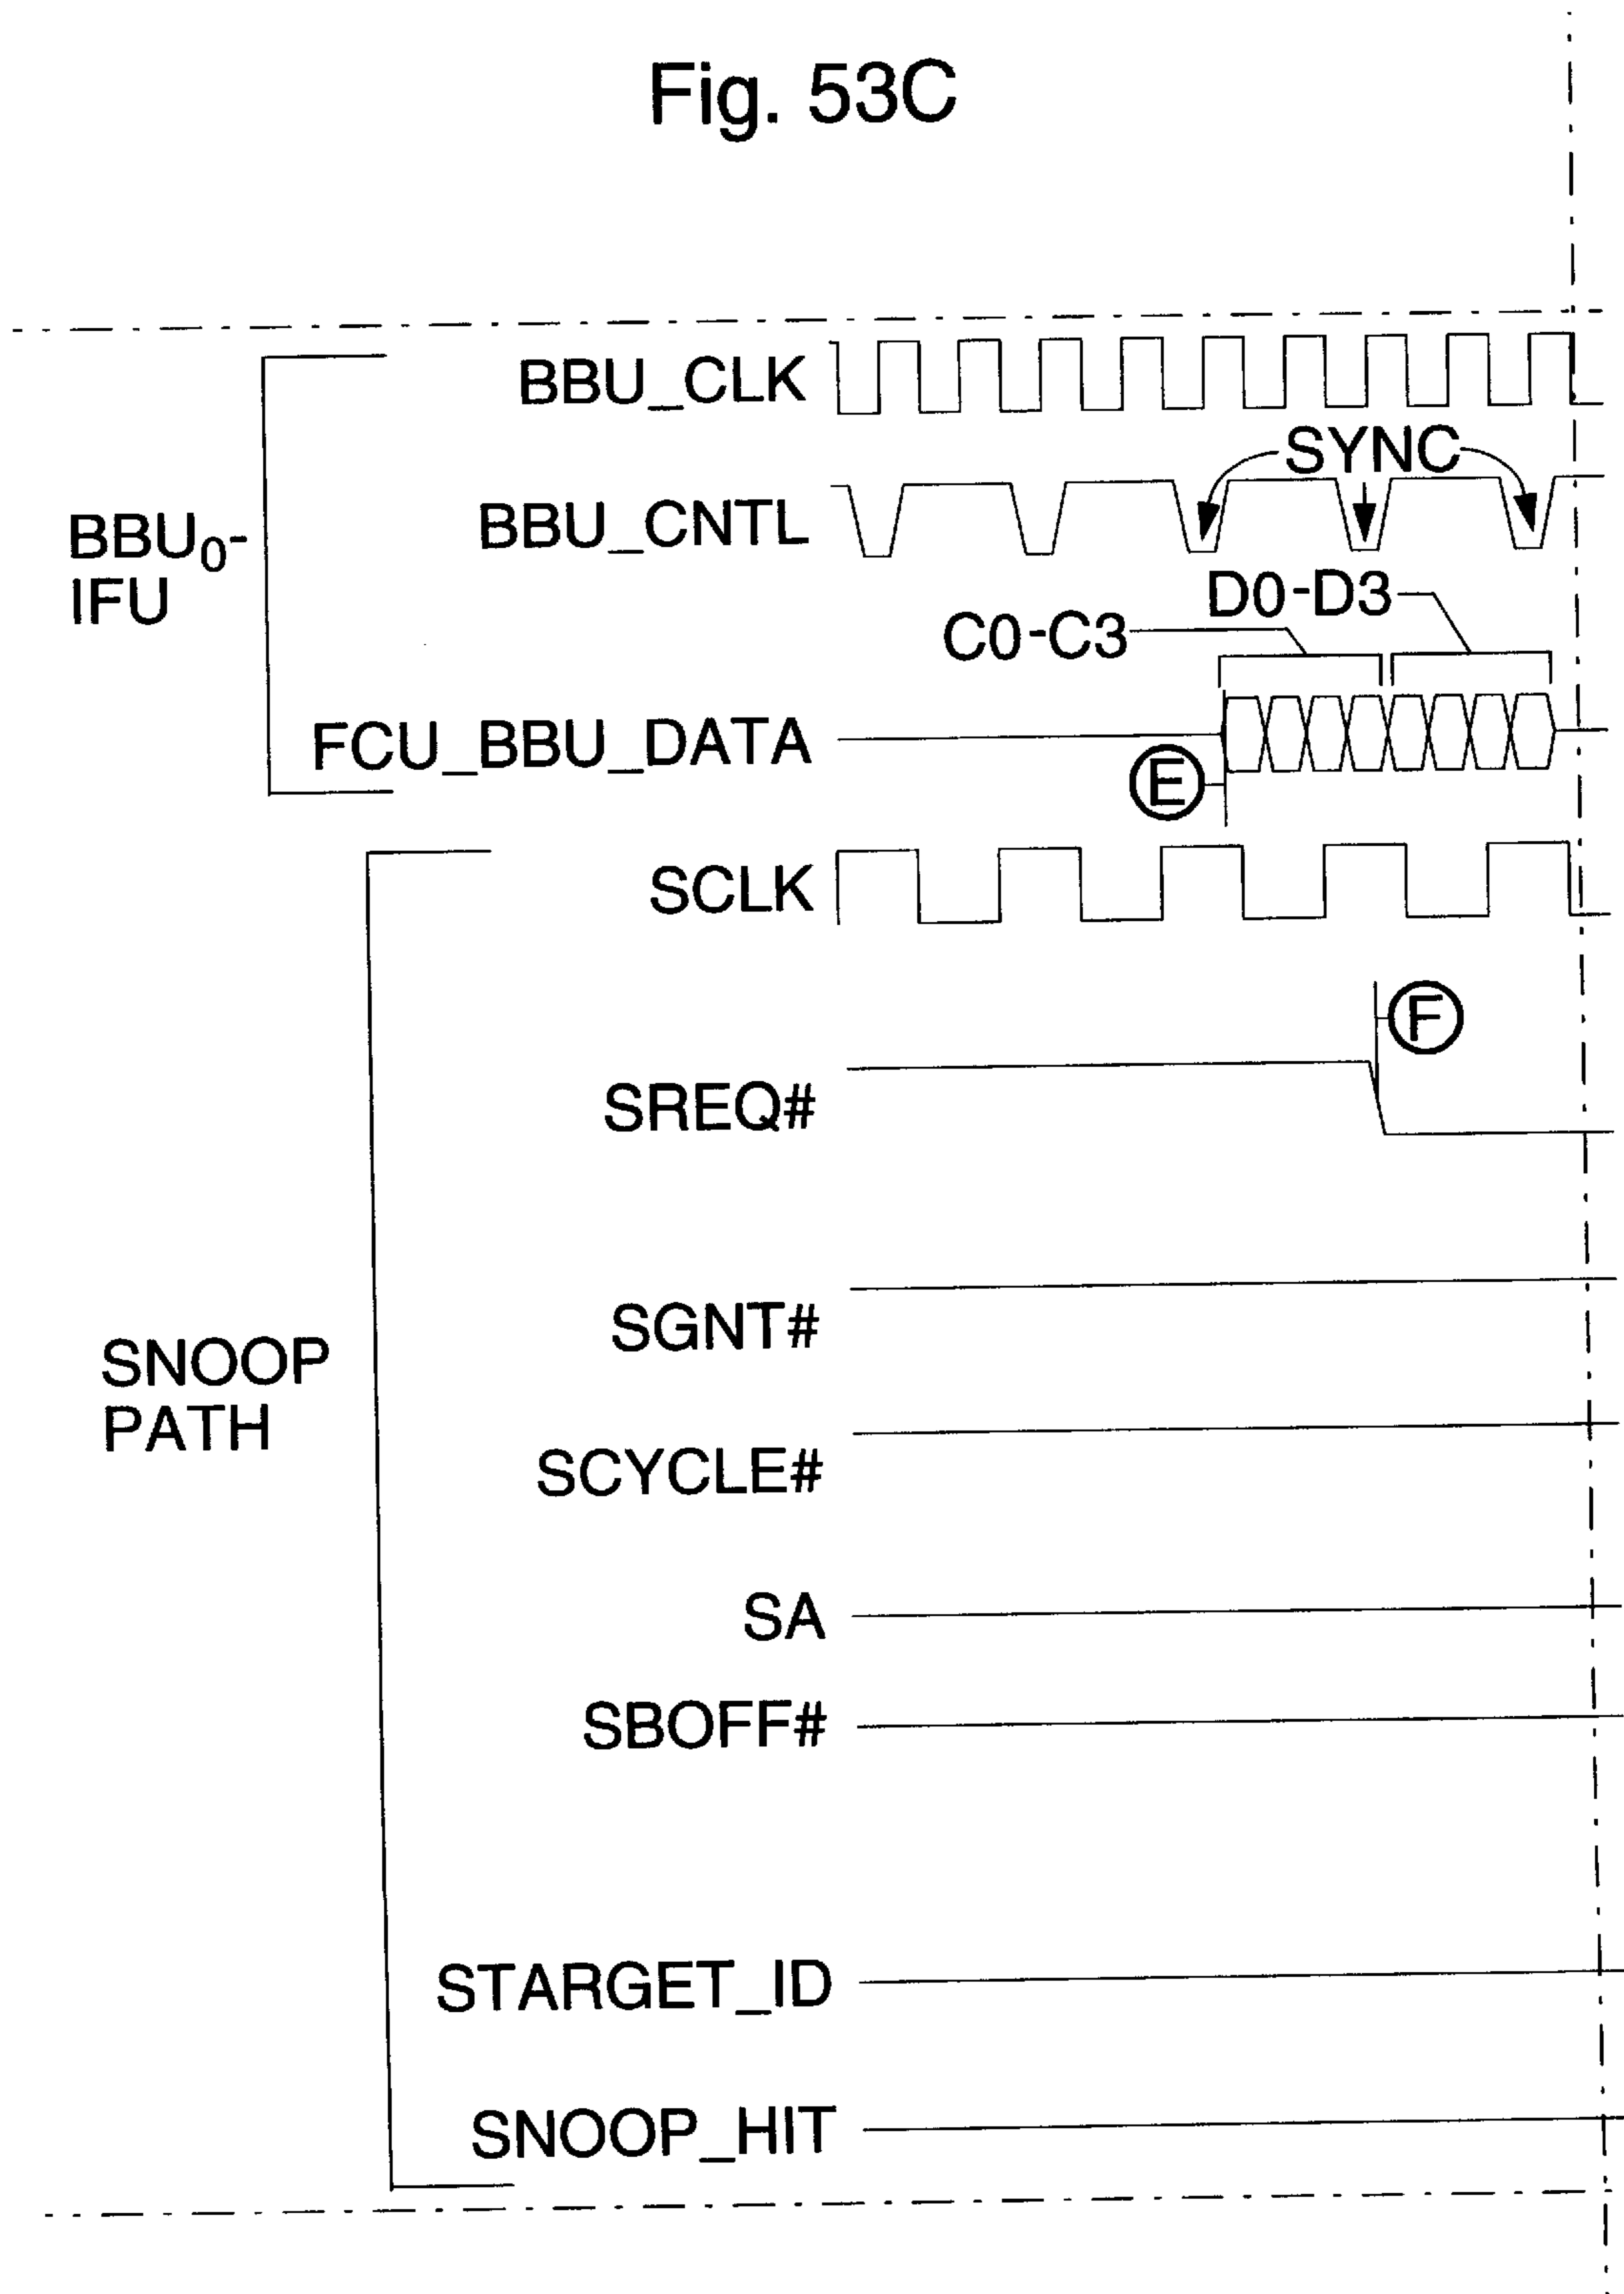 Fig. 53C
BBU_CLK
SYNC
BBU_CNTL
BBU₀-
IFU
D0-D3
C0-C3
FCU_BBU_DATA
E
SCLK
F
SREQ#
SGNT#
SNOOP
PATH
SCYCLE#
SA
SBOFF#
STARGET_ID
SNOOP_HIT